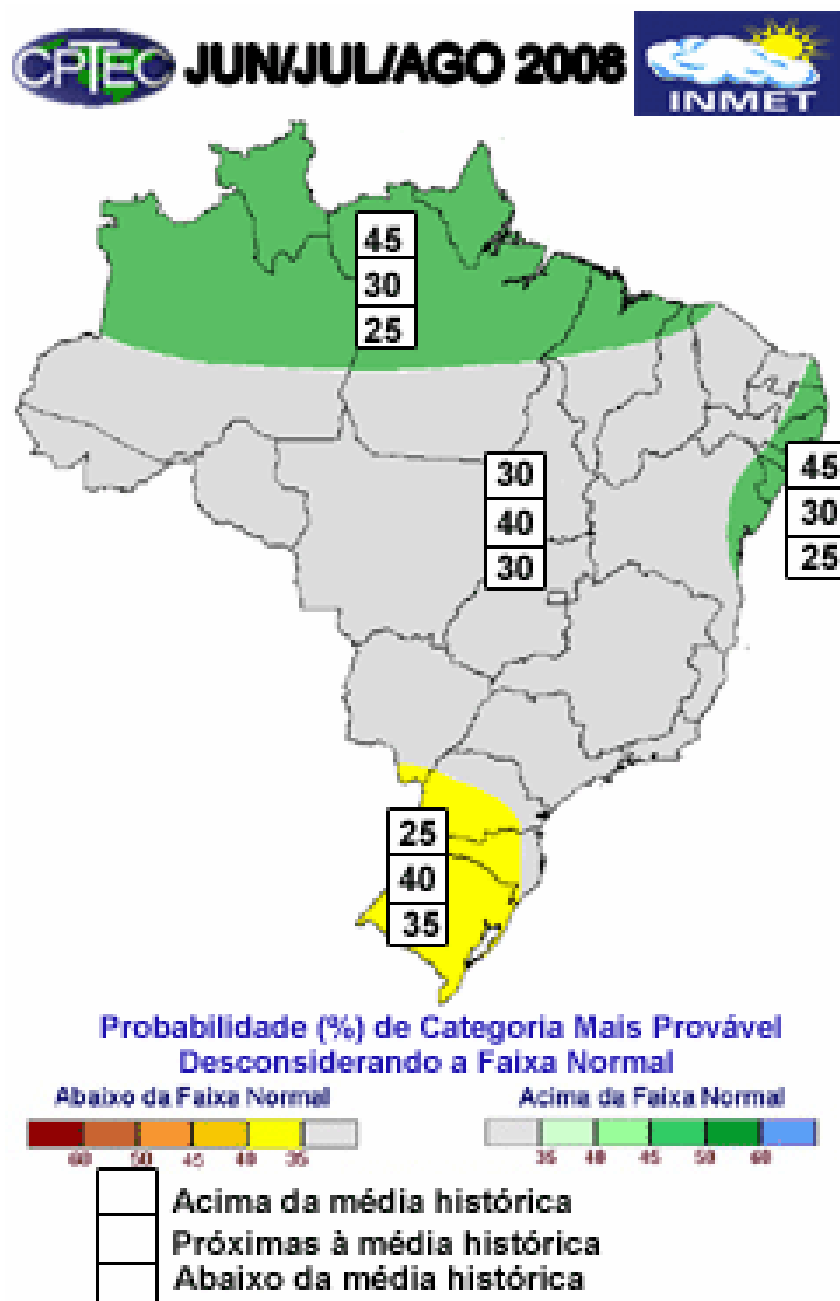 CPTEC JUN/JUL/AGO 2008 INMET
45
30
25
30
40
30
45
30
25
25
40
35
Probabilidade (%) de Categoria Mais Provável
Desconsiderando a Faixa Normal
Abaixo da Faixa Normal
Acima da Faixa Normal
60 50 45 40 35
35 40 45 50 60
Acima da média histórica
Próximas à média histórica
Abaixo da média histórica